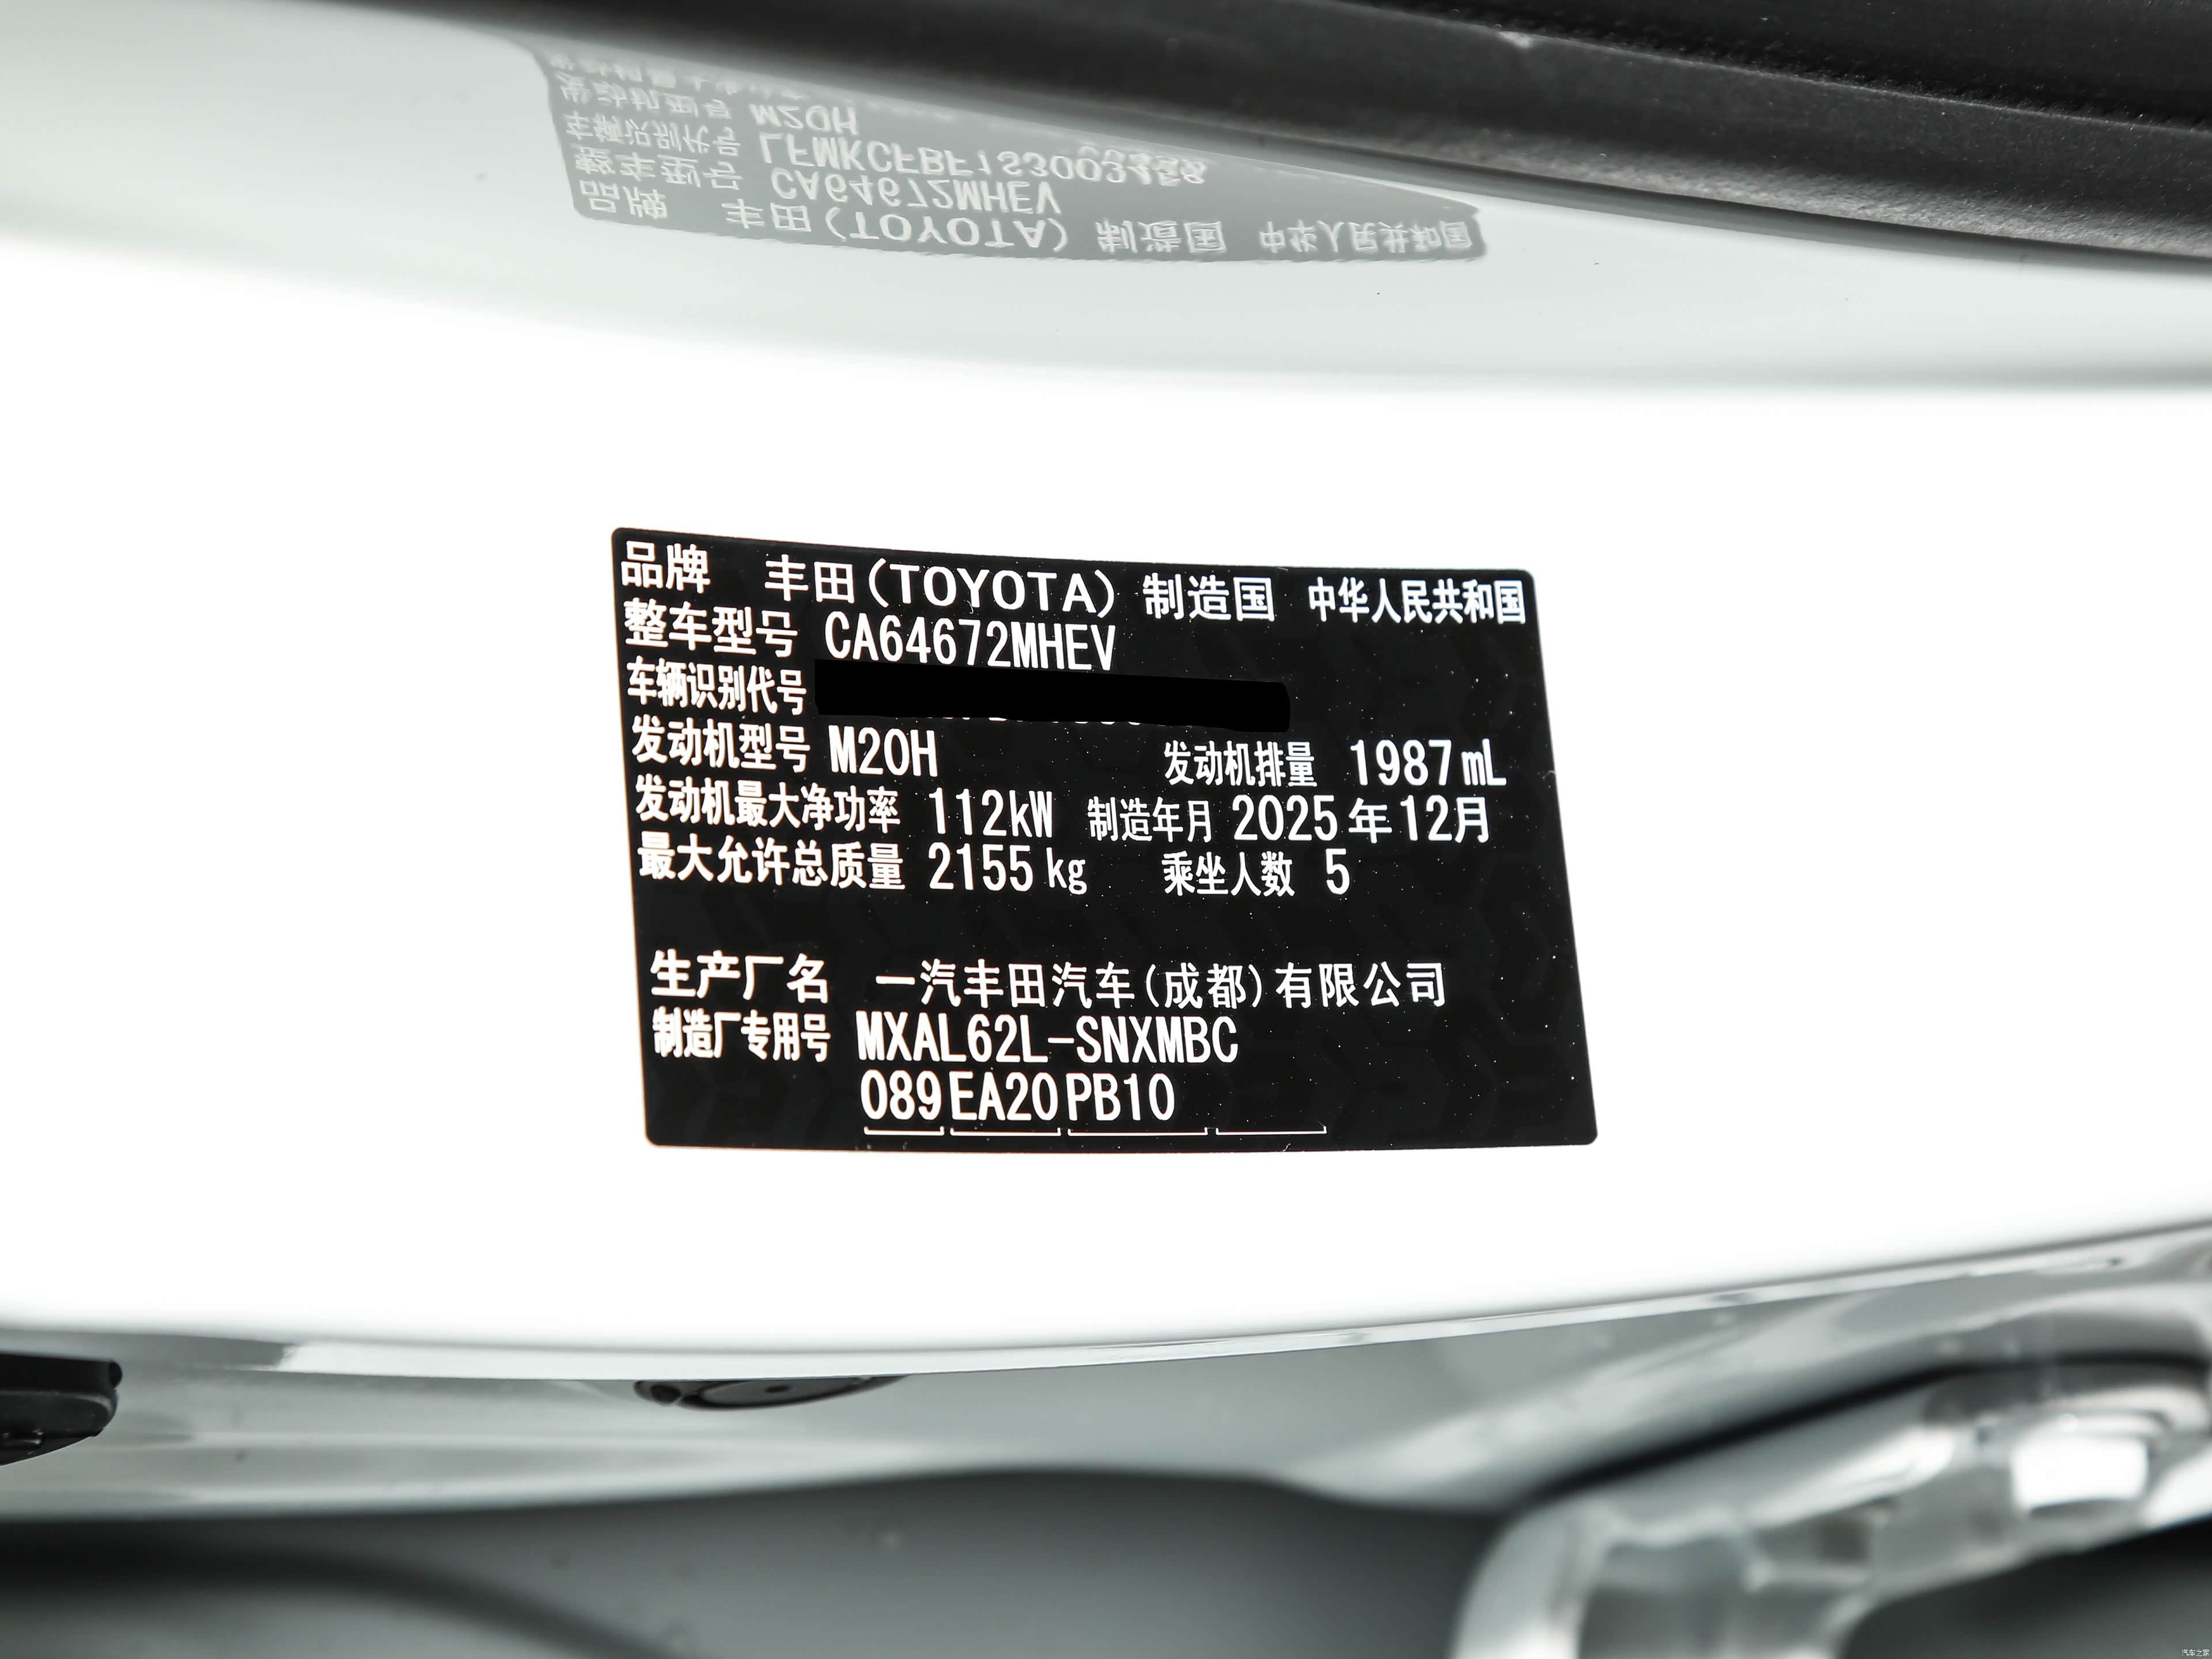 品牌 丰田(TOYOTA) 制造国 中华人民共和国
整车型号 CA64672MHEV
车辆识别代号
发动机型号 M20H 发动机排量 1987mL
发动机最大净功率 112kW 制造年月 2025年12月
最大允许总质量 2155kg 乘坐人数 5
生产厂名 一汽丰田汽车(成都)有限公司
制造厂专用号 MXAL62L-SNXMBC
089EA20PB10
汽车之家